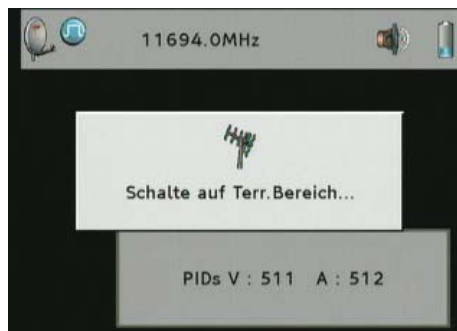 11694.0MHz
Schalte auf Terr.Bereich...
PIDs V : 511 A : 512